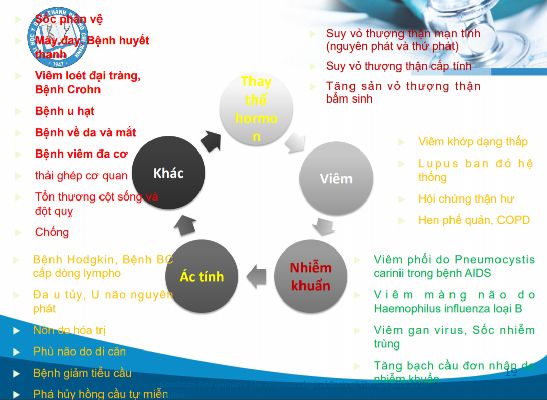 Sốc phản vệ
Mày đay, Bệnh huyết
thanh
Viêm loét đại tràng,
Bệnh Crohn
Bệnh u hạt
Bệnh về da và mắt
Bệnh viêm đa cơ
thải ghép cơ quan
Tổn thương cột sống và
đột quỵ
Chống
Thay
thế
hormo
n
Suy vỏ thượng thận mạn tính
(nguyên phát và thứ phát)
Suy vỏ thượng thận cấp tính
Tăng sản vỏ thượng thận
bẩm sinh
Khác
Viêm
Viêm khớp dạng thấp
Lupus ban đỏ hệ
thống
Hội chứng thận hư
Hen phế quản, COPD
Ác tính
Nhiễm
khuẩn
Bệnh Hodgkin, Bệnh BC
cấp dòng lympho
Đa u tủy, U não nguyên
phát
Nôn do hóa trị
Phù não do di căn
Bệnh giảm tiểu cầu
Phá hủy hồng cầu tự miễn
Viêm phổi do Pneumocystis
carinii trong bệnh AIDS
Viêm màng não do
Haemophilus influenza loại B
Viêm gan virus, Sốc nhiễm
trùng
Tăng bạch cầu đơn nhân do
nhiễm khuẩn